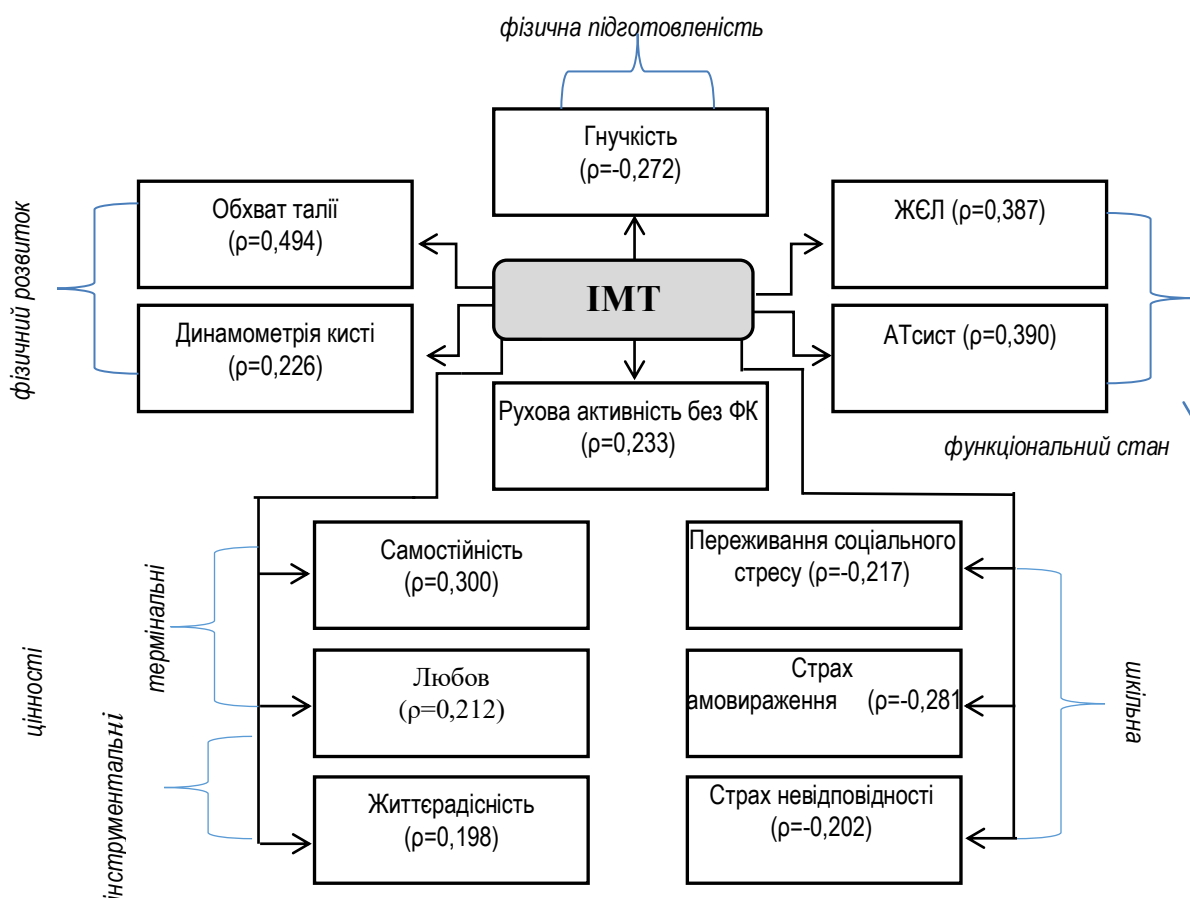 фізична підготовленість
Гнучкість
(ρ=-0,272)
фізичний розвиток
Обхват талії
(ρ=0,494)
ЖЄЛ (ρ=0,387)
ІМТ
Динамометрія кисті
(ρ=0,226)
АТсист (ρ=0,390)
Рухова активність без ФК
(ρ=0,233)
функціональний стан
цінності
термінальні
Самостійність
(ρ=0,300)
Переживання соціального
стресу (ρ=-0,217)
Любов
(ρ=0,212)
Страх
амовираження (ρ=-0,281
шкільна
інструментальні
Життєрадісність
(ρ=0,198)
Страх невідповідності
(ρ=-0,202)